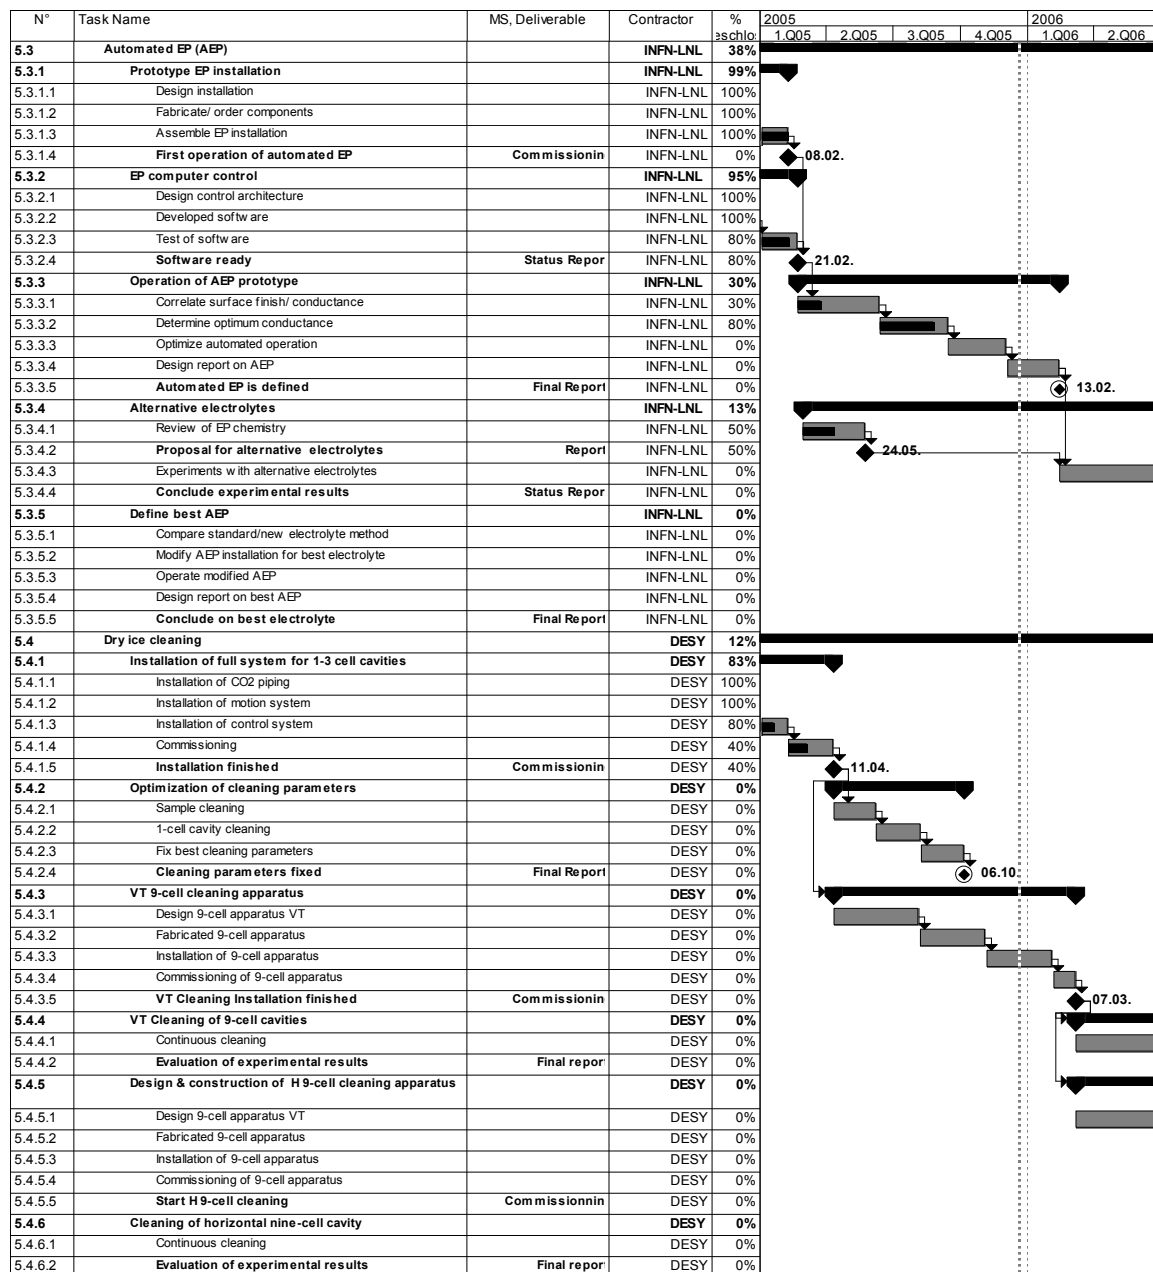 N° Task Name MS, Deliverable Contractor % 2005 2006
eschlo 1.Q05 2.Q05 3.Q05 4.Q05 1.Q06 2.Q06
5.3 Automated EP (AEP) INFN-LNL 38%
5.3.1 Prototype EP installation INFN-LNL 99%
5.3.1.1 Design installation INFN-LNL 100%
5.3.1.2 Fabricate/ order components INFN-LNL 100%
5.3.1.3 Assemble EP installation INFN-LNL 100%
5.3.1.4 First operation of automated EP Commissionin INFN-LNL 0% 08.02.
5.3.2 EP computer control INFN-LNL 95%
5.3.2.1 Design control architecture INFN-LNL 100%
5.3.2.2 Developed software INFN-LNL 100%
5.3.2.3 Test of software INFN-LNL 80%
5.3.2.4 Software ready Status Repor INFN-LNL 80% 21.02.
5.3.3 Operation of AEP prototype INFN-LNL 30%
5.3.3.1 Correlate surface finish/ conductance INFN-LNL 30%
5.3.3.2 Determine optimum conductance INFN-LNL 80%
5.3.3.3 Optimize automated operation INFN-LNL 0%
5.3.3.4 Design report on AEP INFN-LNL 0%
5.3.3.5 Automated EP is defined Final Report INFN-LNL 0% 13.02.
5.3.4 Alternative electrolytes INFN-LNL 13%
5.3.4.1 Review of EP chemistry INFN-LNL 50%
5.3.4.2 Proposal for alternative electrolytes Report INFN-LNL 50% 24.05.
5.3.4.3 Experiments with alternative electrolytes INFN-LNL 0%
5.3.4.4 Conclude experimental results Status Repor INFN-LNL 0%
5.3.5 Define best AEP INFN-LNL 0%
5.3.5.1 Compare standard/new electrolyte method INFN-LNL 0%
5.3.5.2 Modify AEP installation for best electrolyte INFN-LNL 0%
5.3.5.3 Operate modified AEP INFN-LNL 0%
5.3.5.4 Design report on best AEP INFN-LNL 0%
5.3.5.5 Conclude on best electrolyte Final Report INFN-LNL 0%
5.4 Dry ice cleaning DESY 12%
5.4.1 Installation of full system for 1-3 cell cavities DESY 83%
5.4.1.1 Installation of CO2 piping DESY 100%
5.4.1.2 Installation of motion system DESY 100%
5.4.1.3 Installation of control system DESY 80%
5.4.1.4 Commissioning DESY 40%
5.4.1.5 Installation finished Commissionin DESY 40% 11.04.
5.4.2 Optimization of cleaning parameters DESY 0%
5.4.2.1 Sample cleaning DESY 0%
5.4.2.2 1-cell cavity cleaning DESY 0%
5.4.2.3 Fix best cleaning parameters DESY 0%
5.4.2.4 Cleaning parameters fixed Final Report DESY 0% 06.10.
5.4.3 VT 9-cell cleaning apparatus DESY 0%
5.4.3.1 Design 9-cell apparatus VT DESY 0%
5.4.3.2 Fabricated 9-cell apparatus DESY 0%
5.4.3.3 Installation of 9-cell apparatus DESY 0%
5.4.3.4 Commissioning of 9-cell apparatus DESY 0%
5.4.3.5 VT Cleaning Installation finished Commissionin DESY 0% 07.03.
5.4.4 VT Cleaning of 9-cell cavities DESY 0%
5.4.4.1 Continuous cleaning DESY 0%
5.4.4.2 Evaluation of experimental results Final repor DESY 0%
5.4.5 Design & construction of H 9-cell cleaning apparatus DESY 0%
5.4.5.1 Design 9-cell apparatus VT DESY 0%
5.4.5.2 Fabricated 9-cell apparatus DESY 0%
5.4.5.3 Installation of 9-cell apparatus DESY 0%
5.4.5.4 Commissioning of 9-cell apparatus DESY 0%
5.4.5.5 Start H 9-cell cleaning Commissionnin DESY 0%
5.4.6 Cleaning of horizontal nine-cell cavity DESY 0%
5.4.6.1 Continuous cleaning DESY 0%
5.4.6.2 Evaluation of experimental results Final repor DESY 0%